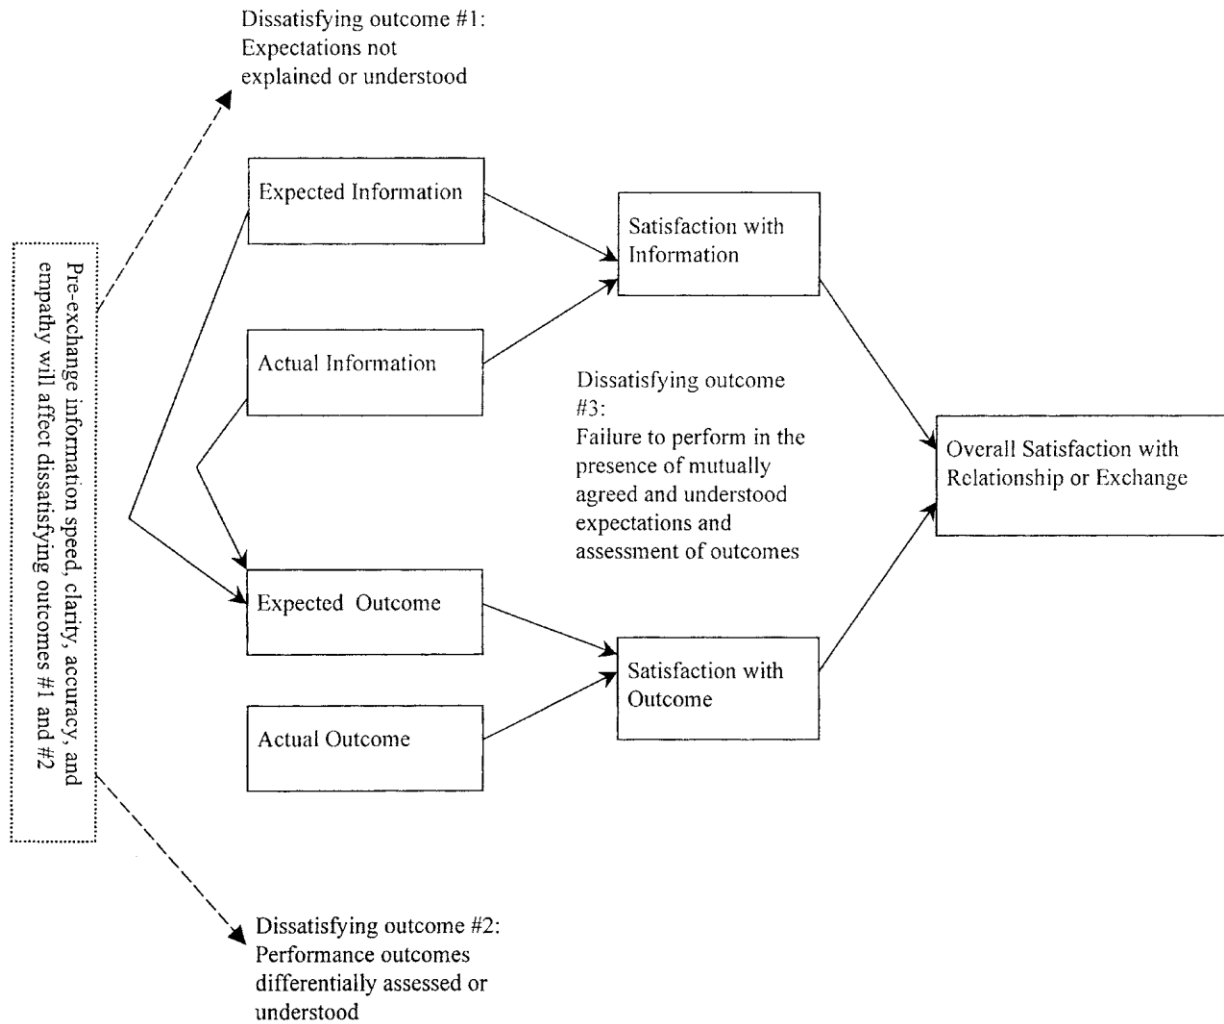 Dissatisfying outcome #1:
Expectations not
explained or understood
Expected Information
Satisfaction with
Information
Pre-exchange information speed, clarity, accuracy, and
empathy will affect dissatisfying outcomes #1 and #2
Actual Information
Dissatisfying outcome
#3:
Failure to perform in the
presence of mutually
agreed and understood
expectations and
assessment of outcomes
Overall Satisfaction with
Relationship or Exchange
Expected Outcome
Satisfaction with
Outcome
Actual Outcome
Dissatisfying outcome #2:
Performance outcomes
differentially assessed or
understood